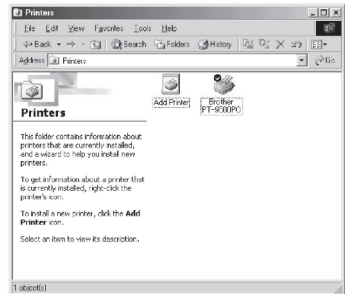 Printers
File Edit View Favorites Tools Help
Back Search Folders History
Address Printers Go
Add Printer Brother
PT-9500PC
Printers
This folder contains information about
printers that are currently installed,
and a wizard to help you install new
printers.
To get information about a printer that
is currently installed, right-click the
printer's icon.
To install a new printer, click the Add
Printer icon.
Select an item to view its description.
1 object(s)